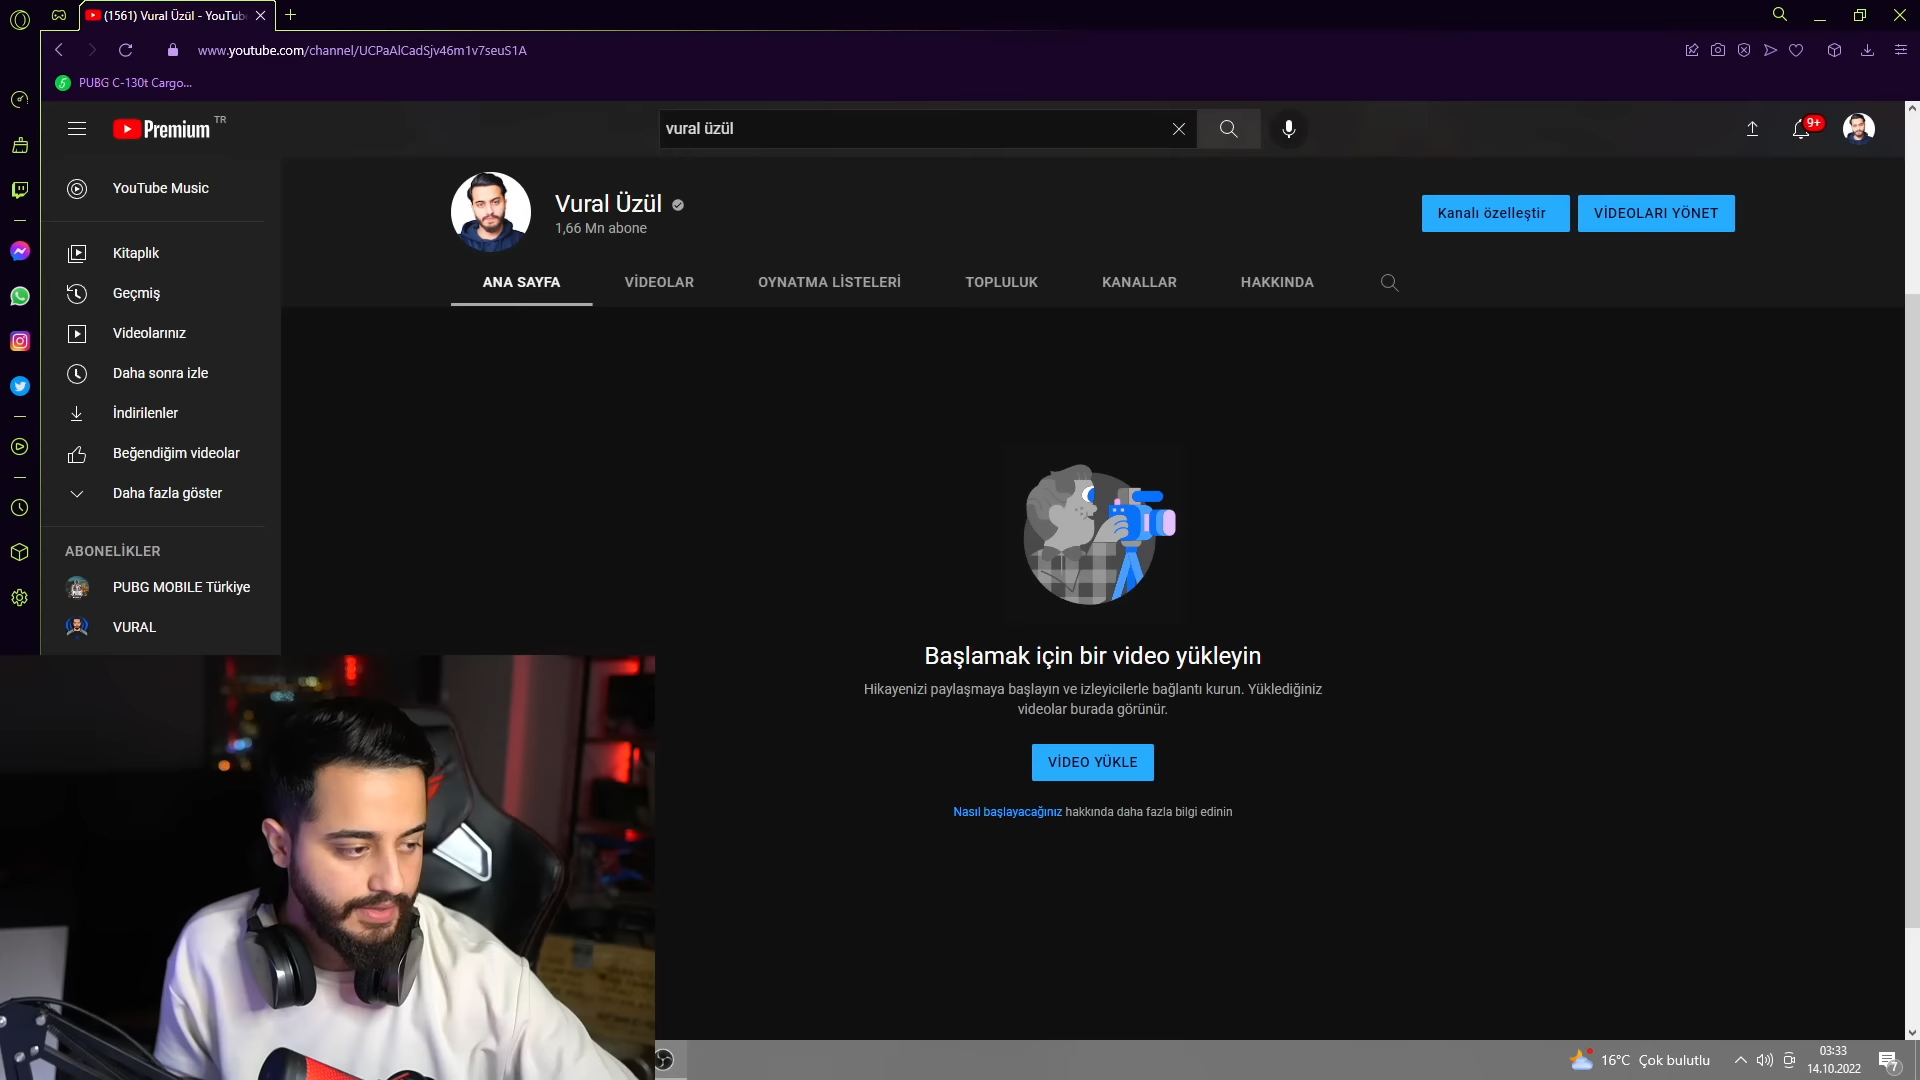 (1561) Vural Üzül - YouTub
www.youtube.com/channel/UCPaAlCadSjv46m1v7seuS1A
5 PUBG C-130t Cargo...
Premium TR
vural üzül
9+
YouTube Music
Kitaplık
Geçmiş
Videolarınız
Daha sonra izle
İndirilenler
Beğendiğim videolar
Daha fazla göster
ABONELİKLER
PUBG MOBILE Türkiye
VURAL
Vural Üzül
1,66 Mn abone
Kanalı özelleştir
VİDEOLARI YÖNET
ANA SAYFA
VİDEOLAR
OYNATMA LİSTELERİ
TOPLULUK
KANALLAR
HAKKINDA
Başlamak için bir video yükleyin
Hikayenizi paylaşmaya başlayın ve izleyicilerle bağlantı kurun. Yüklediğiniz
videolar burada görünür.
VİDEO YÜKLE
Nasıl başlayacağınız hakkında daha fazla bilgi edinin
16°C Çok bulutlu
03:33
14.10.2022
7